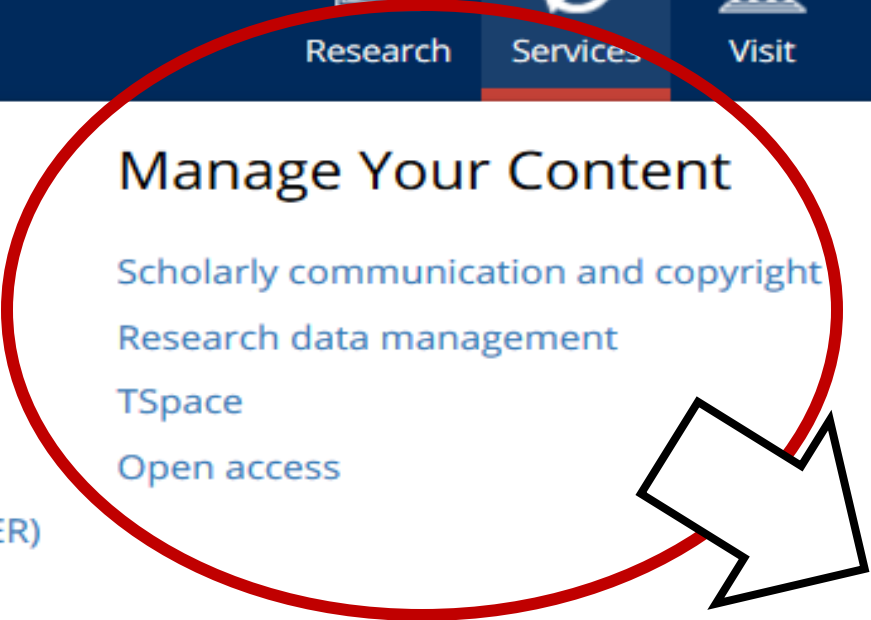 Research Services Visit
Manage Your Content
Scholarly communication and copyright
Research data management
TSpace
Open access
ER)